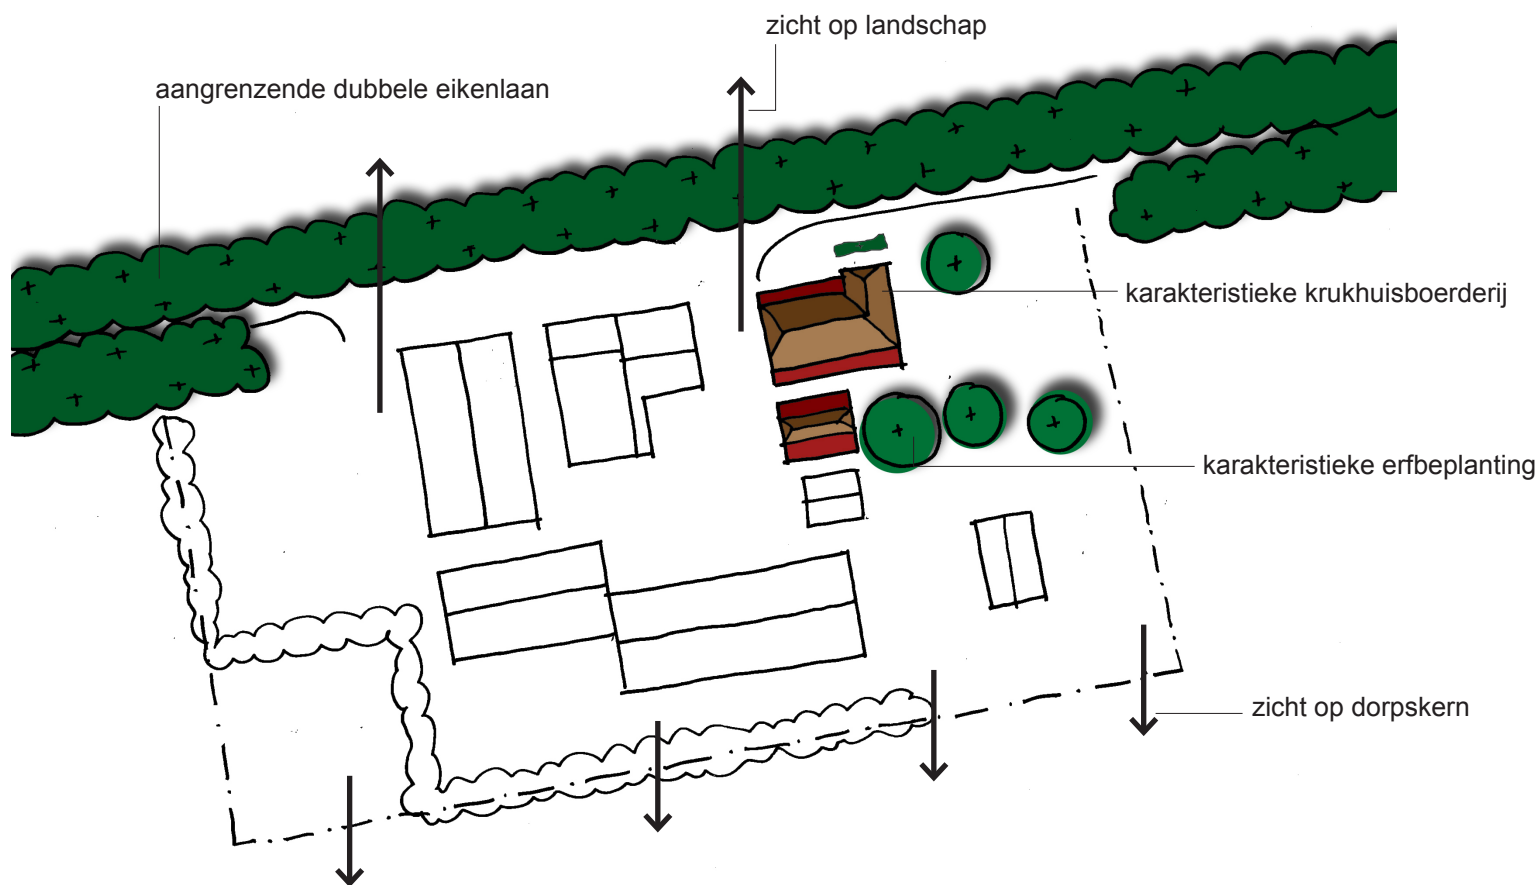 zicht op landschap
aangrenzende dubbele eikenlaan
karakteristieke krukhuisboerderij
karakteristieke erfbeplanting
zicht op dorpskern